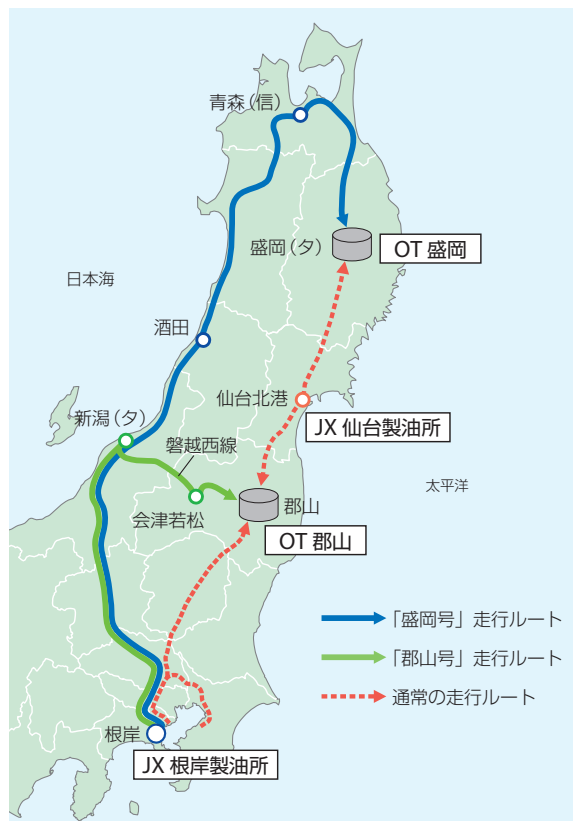 青森（信）
盛岡（タ）
OT 盛岡
日本海
酒田
仙台北港
新潟（タ）
JX 仙台製油所
磐越西線
太平洋
郡山
会津若松
OT 郡山
「盛岡号」走行ルート
「郡山号」走行ルート
通常の走行ルート
根岸
JX 根岸製油所